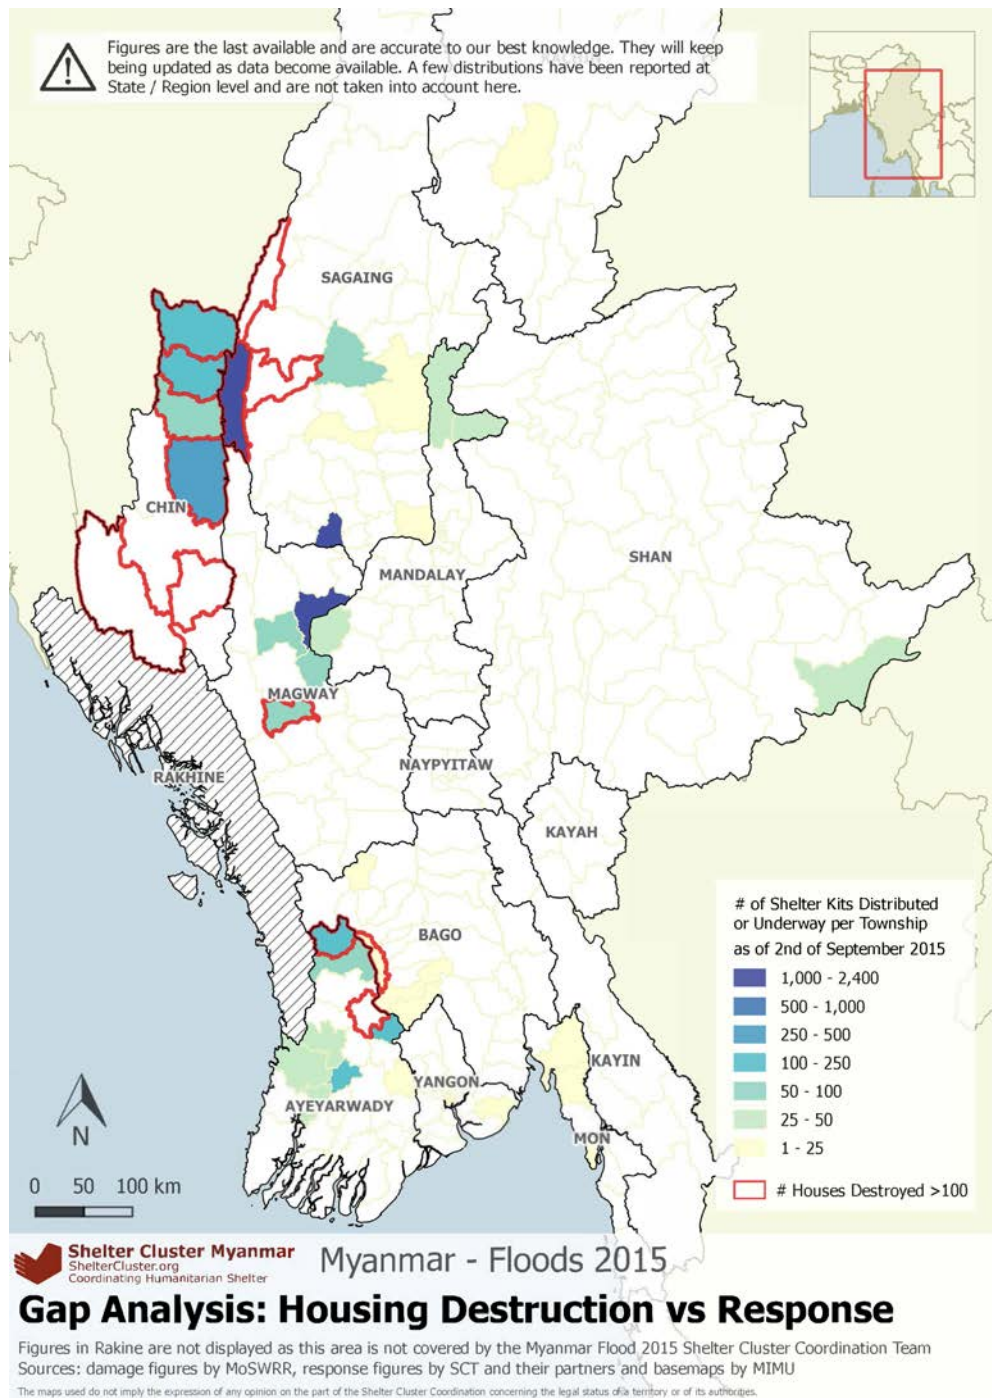 Figures are the last available and are accurate to our best knowledge. They will keep
being updated as data become available. A few distributions have been reported at
State / Region level and are not taken into account here.
SAGAING
CHIN
SHAN
MANDALAY
MAGWAY
NAYPYITAW
RAKHINE
KAYAH
BAGO
KAYIN
YANGON
AYEYARWADY
MON
# of Shelter Kits Distributed
or Underway per Township
as of 2nd of September 2015
1,000 - 2,400
500 - 1,000
250 - 500
100 - 250
50 - 100
25 - 50
1 - 25
# Houses Destroyed >100
N
0 50 100 km
Shelter Cluster Myanmar
ShelterCluster.org
Coordinating Humanitarian Shelter
Myanmar - Floods 2015
Gap Analysis: Housing Destruction vs Response
Figures in Rakine are not displayed as this area is not covered by the Myanmar Flood 2015 Shelter Cluster Coordination Team
Sources: damage figures by MoSWRR, response figures by SCT and their partners and basemaps by MIMU
The maps used do not imply the expression of any opinion on the part of the Shelter Cluster Coordination concerning the legal status of a territory or of its authorities.